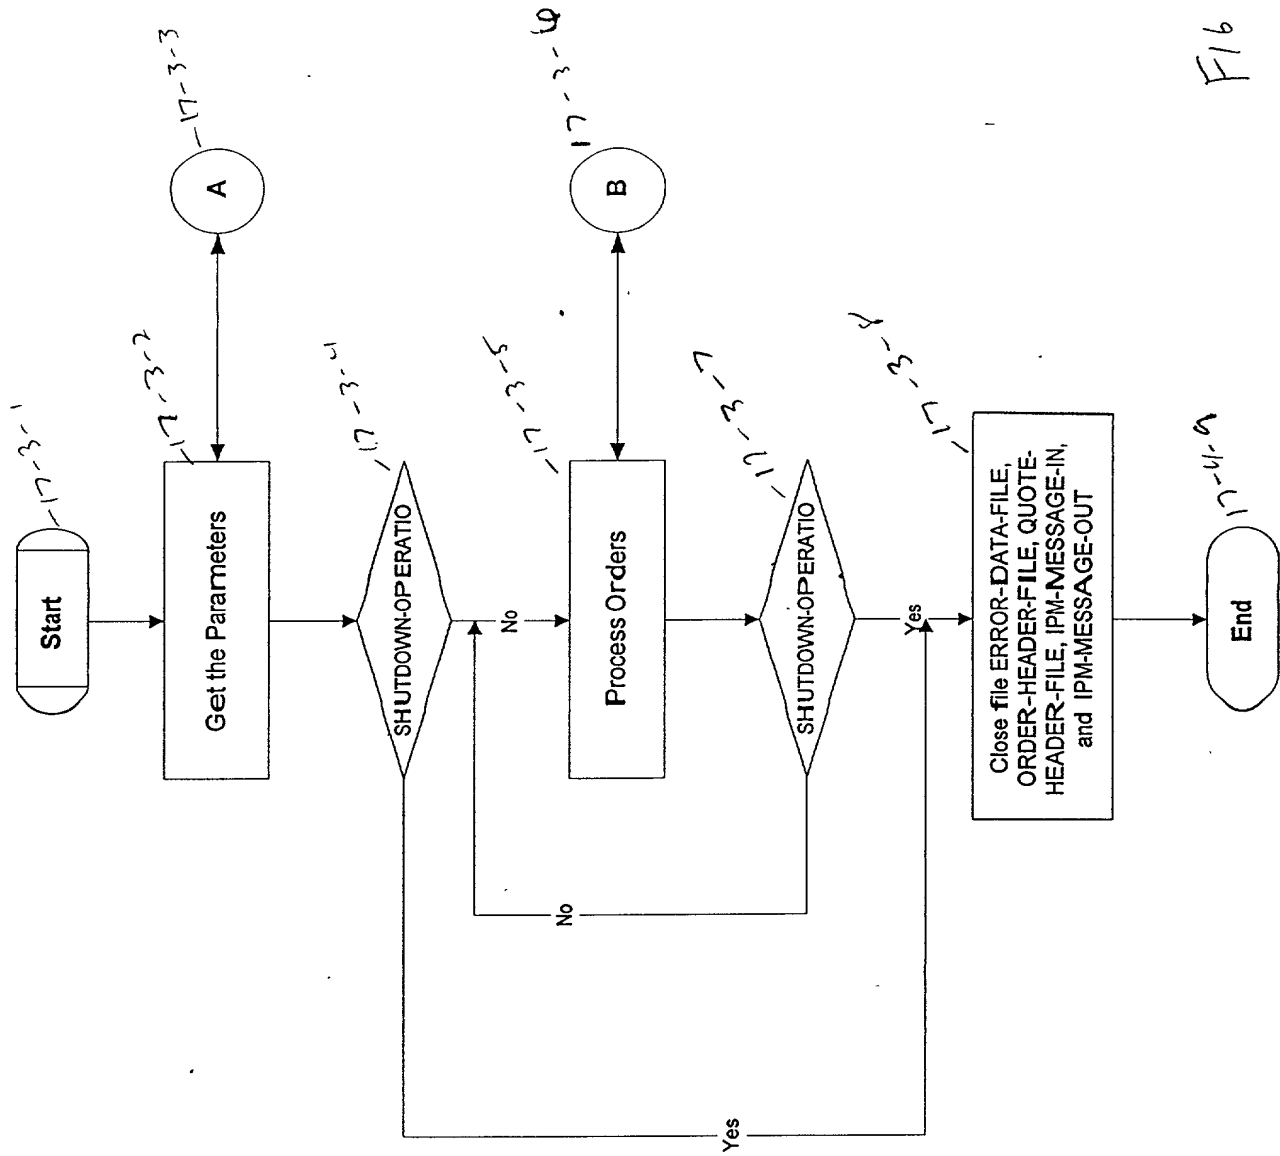 Start
17-3-1
Get the Parameters
17-3-2
A
17-3-3
SHUTDOWN-OPERATIO
17-3-4
No
Process Orders
17-3-5
B
17-3-6
SHUTDOWN-OPERATIO
17-3-7
No
Yes
Yes
Close file ERROR-DATA-FILE,
ORDER-HEADER-FILE, QUOTE-
HEADER-FILE, IPM-MESSAGE-IN,
and IPM-MESSAGE-OUT
17-3-8
End
17-4-9
F16